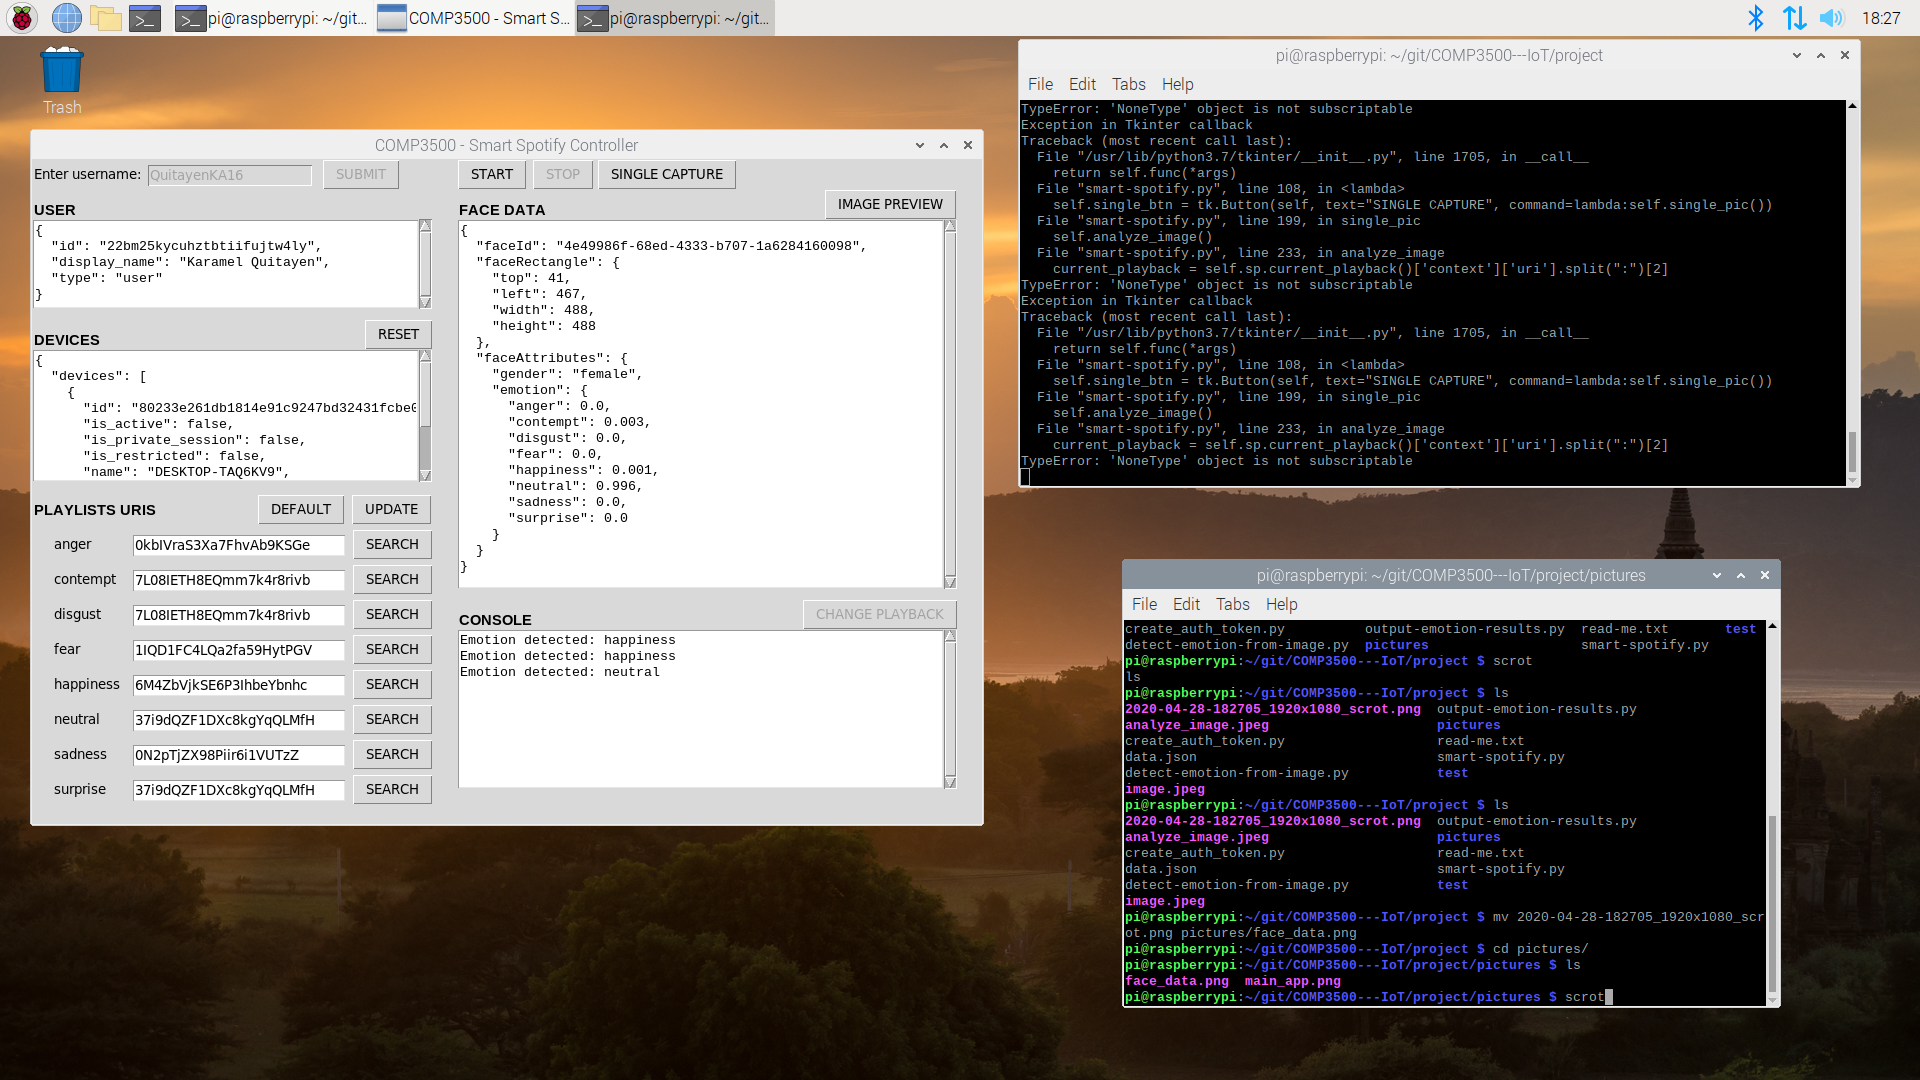 pi@raspberrypi: ~/git...
COMP3500 - Smart S...
pi@raspberrypi: ~/git...
18:27
Trash
COMP3500 - Smart Spotify Controller
Enter username:
QuitayenKA16
SUBMIT
START
STOP
SINGLE CAPTURE
IMAGE PREVIEW
USER
{
"id": "22bm25kycuhztbtiifujtw4ly",
"display_name": "Karamel Quitayen",
"type": "user"
}
DEVICES
RESET
{
"devices": [
{
"id": "80233e261db1814e91c9247bd32431fcbe0
"is_active": false,
"is_private_session": false,
"is_restricted": false,
"name": "DESKTOP-TAQ6KV9",
PLAYLISTS URIS
DEFAULT
UPDATE
anger 0kbIVraS3Xa7FhvAb9KSGe SEARCH
contempt 7L08IETH8EQmm7k4r8rivb SEARCH
disgust 7L08IETH8EQmm7k4r8rivb SEARCH
fear 1IQD1FC4LQa2fa59HytPGV SEARCH
happiness 6M4ZbVjkSE6P3IhbeYbnhc SEARCH
neutral 37i9dQZF1DXc8kgYqQLMfH SEARCH
sadness 0N2pTjZX98Piir6i1VUTzZ SEARCH
surprise 37i9dQZF1DXc8kgYqQLMfH SEARCH
FACE DATA
{
"faceId": "4e49986f-68ed-4333-b707-1a6284160098",
"faceRectangle": {
"top": 41,
"left": 467,
"width": 488,
"height": 488
},
"faceAttributes": {
"gender": "female",
"emotion": {
"anger": 0.0,
"contempt": 0.003,
"disgust": 0.0,
"fear": 0.0,
"happiness": 0.001,
"neutral": 0.996,
"sadness": 0.0,
"surprise": 0.0
}
}
}
CONSOLE
CHANGE PLAYBACK
Emotion detected: happiness
Emotion detected: happiness
Emotion detected: neutral
pi@raspberrypi: ~/git/COMP3500---IoT/project
File Edit Tabs Help
TypeError: 'NoneType' object is not subscriptable
Exception in Tkinter callback
Traceback (most recent call last):
File "/usr/lib/python3.7/tkinter/__init__.py", line 1705, in __call__
return self.func(*args)
File "smart-spotify.py", line 108, in <lambda>
self.single_btn = tk.Button(self, text="SINGLE CAPTURE", command=lambda:self.single_pic())
File "smart-spotify.py", line 199, in single_pic
self.analyze_image()
File "smart-spotify.py", line 233, in analyze_image
current_playback = self.sp.current_playback()['context']['uri'].split(":")[2]
TypeError: 'NoneType' object is not subscriptable
Exception in Tkinter callback
Traceback (most recent call last):
File "/usr/lib/python3.7/tkinter/__init__.py", line 1705, in __call__
return self.func(*args)
File "smart-spotify.py", line 108, in <lambda>
self.single_btn = tk.Button(self, text="SINGLE CAPTURE", command=lambda:self.single_pic())
File "smart-spotify.py", line 199, in single_pic
self.analyze_image()
File "smart-spotify.py", line 233, in analyze_image
current_playback = self.sp.current_playback()['context']['uri'].split(":")[2]
TypeError: 'NoneType' object is not subscriptable
pi@raspberrypi: ~/git/COMP3500---IoT/project/pictures
File Edit Tabs Help
create_auth_token.py output-emotion-results.py read-me.txt test
detect-emotion-from-image.py pictures smart-spotify.py
pi@raspberrypi:~/git/COMP3500---IoT/project $ scrot
ls
pi@raspberrypi:~/git/COMP3500---IoT/project $ ls
2020-04-28-182705_1920x1080_scrot.png output-emotion-results.py
analyze_image.jpeg pictures
create_auth_token.py read-me.txt
data.json smart-spotify.py
detect-emotion-from-image.py test
image.jpeg
pi@raspberrypi:~/git/COMP3500---IoT/project $ ls
2020-04-28-182705_1920x1080_scrot.png output-emotion-results.py
analyze_image.jpeg pictures
create_auth_token.py read-me.txt
data.json smart-spotify.py
detect-emotion-from-image.py test
image.jpeg
pi@raspberrypi:~/git/COMP3500---IoT/project $ mv 2020-04-28-182705_1920x1080_scr
ot.png pictures/face_data.png
pi@raspberrypi:~/git/COMP3500---IoT/project $ cd pictures/
pi@raspberrypi:~/git/COMP3500---IoT/project/pictures $ ls
face_data.png main_app.png
pi@raspberrypi:~/git/COMP3500---IoT/project/pictures $ scrot